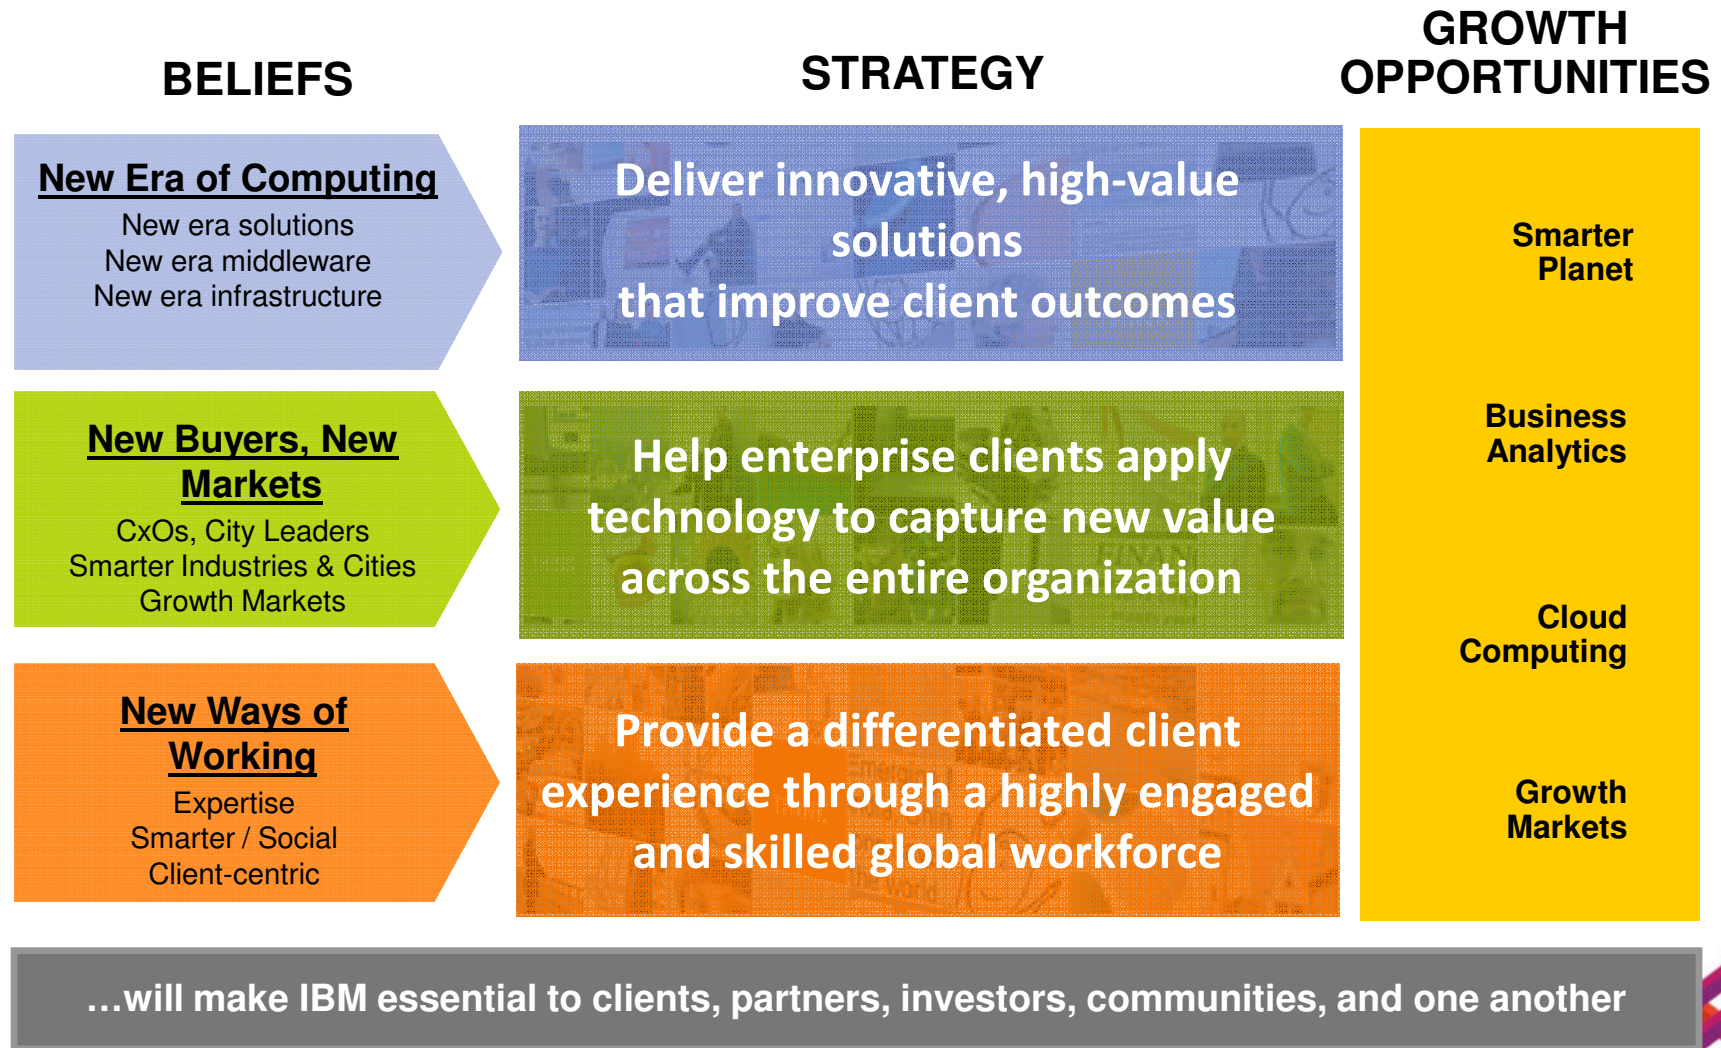 BELIEFS
STRATEGY
GROWTH
OPPORTUNITIES
New Era of Computing
New era solutions
New era middleware
New era infrastructure
Deliver innovative, high-value
solutions
that improve client outcomes
Smarter
Planet
New Buyers, New
Markets
CxOs, City Leaders
Smarter Industries & Cities
Growth Markets
Help enterprise clients apply
technology to capture new value
across the entire organization
Business
Analytics
Cloud
Computing
New Ways of
Working
Expertise
Smarter / Social
Client-centric
Provide a differentiated client
experience through a highly engaged
and skilled global workforce
Growth
Markets
…will make IBM essential to clients, partners, investors, communities, and one another